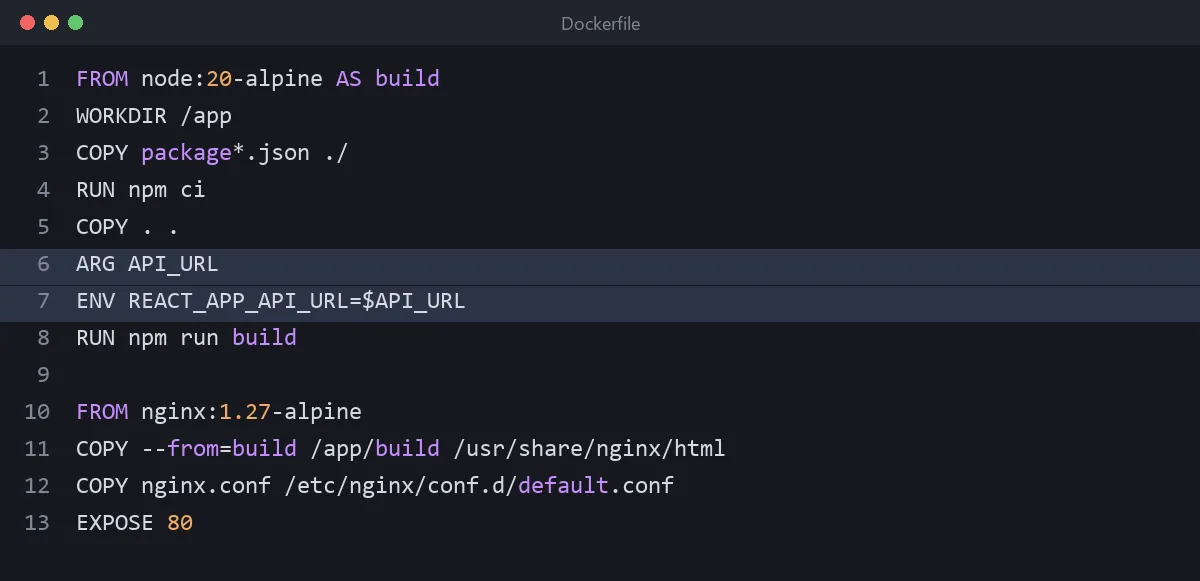 Dockerfile
1 FROM node:20-alpine AS build
2 WORKDIR /app
3 COPY package*.json ./
4 RUN npm ci
5 COPY . .
6 ARG API_URL
7 ENV REACT_APP_API_URL=$API_URL
8 RUN npm run build
9
10 FROM nginx:1.27-alpine
11 COPY --from=build /app/build /usr/share/nginx/html
12 COPY nginx.conf /etc/nginx/conf.d/default.conf
13 EXPOSE 80